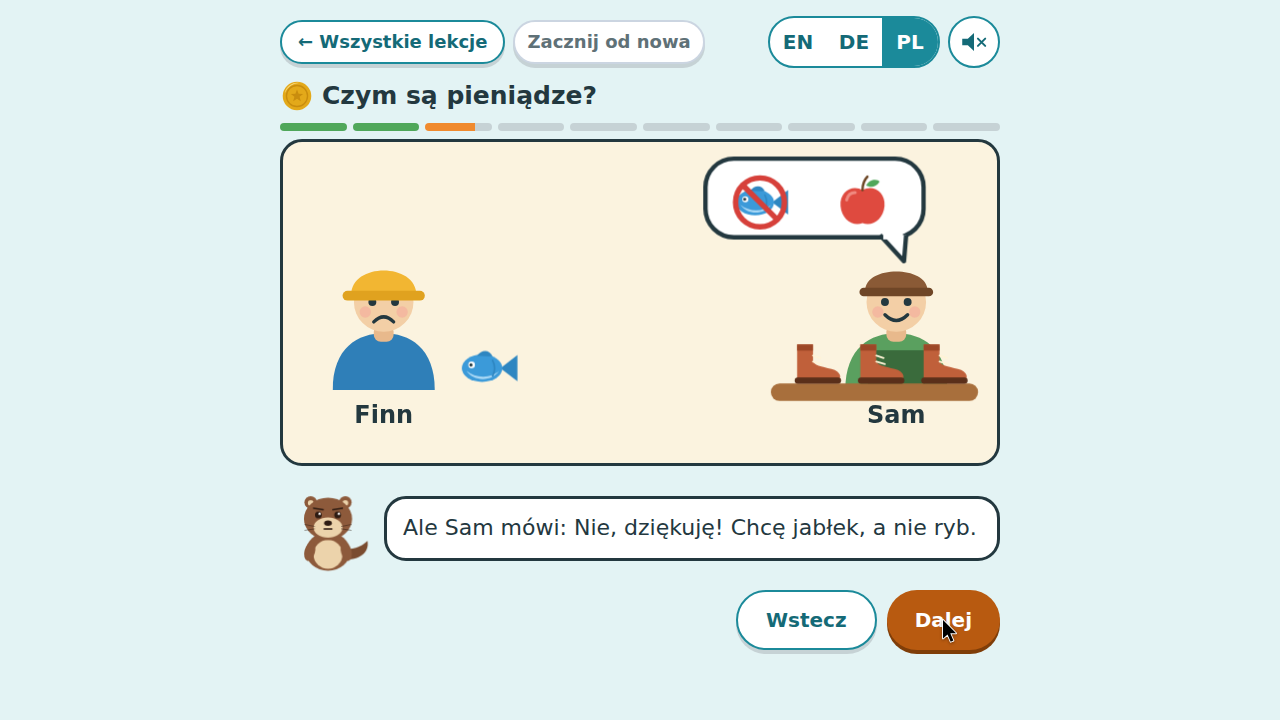 ← Wszystkie lekcje
Zacznij od nowa
EN DE PL
Czym są pieniądze?
Finn
Sam
Ale Sam mówi: Nie, dziękuję! Chcę jabłek, a nie ryb.
Wstecz
Dalej